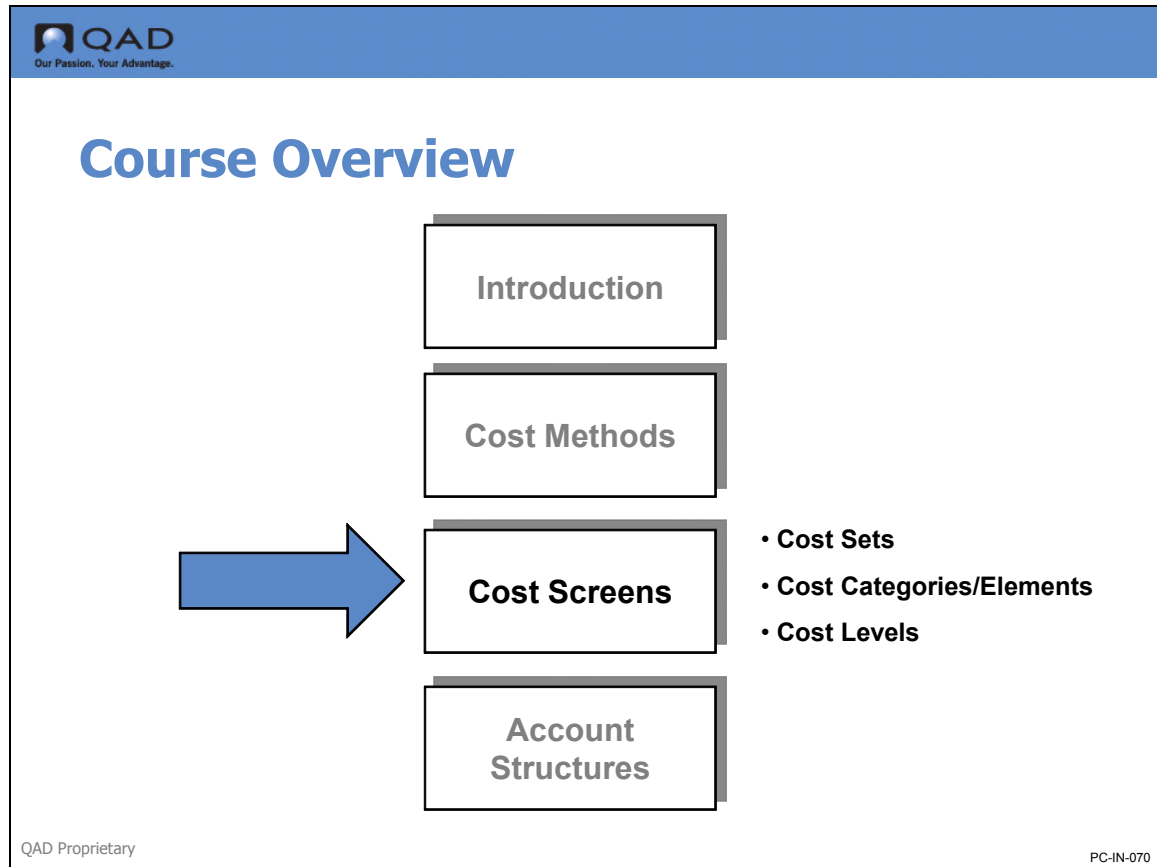 QAD
Our Passion. Your Advantage.
Course Overview
Introduction
Cost Methods
Cost Screens
• Cost Sets
• Cost Categories/Elements
• Cost Levels
Account
Structures
QAD Proprietary
PC-IN-070